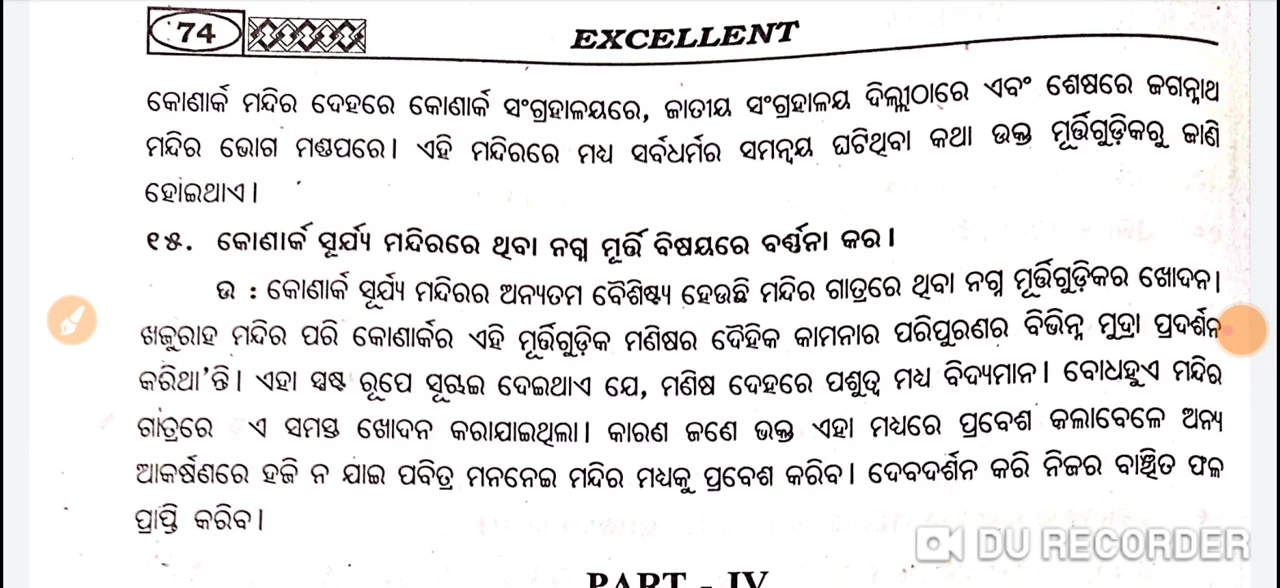 74
EXCELLENT
କୋଣାର୍କ ମନ୍ଦିର ଦେହରେ କୋଣାର୍କ ସଂଗ୍ରହାଳୟରେ, ଜାତୀୟ ସଂଗ୍ରହାଳୟ ଦିଲ୍ଲୀଠାରେ ଏବଂ ଶେଷରେ ଜଗନ୍ନାଥ
ମନ୍ଦିର ଭୋଗ ମଣ୍ଡପରେ। ଏହି ମନ୍ଦିରରେ ମଧ୍ୟ ସର୍ବଧର୍ମର ସମନ୍ୱୟ ଘଟିଥିବା କଥା ଉକ୍ତ ମୂର୍ତ୍ତିଗୁଡ଼ିକରୁ ଜାଣି
ହୋଇଥାଏ।
୧୫. କୋଣାର୍କ ସୂର୍ଯ୍ୟ ମନ୍ଦିରରେ ଥିବା ନଗ୍ନ ମୂର୍ତ୍ତି ବିଷୟରେ ବର୍ଣ୍ଣନା କର।
ଉ : କୋଣାର୍କ ସୂର୍ଯ୍ୟ ମନ୍ଦିରର ଅନ୍ୟତମ ବୈଶିଷ୍ଟ୍ୟ ହେଉଛି ମନ୍ଦିର ଗାତ୍ରରେ ଥିବା ନଗ୍ନ ମୂର୍ତ୍ତିଗୁଡ଼ିକର ଖୋଦନ।
ଖଜୁରାହ ମନ୍ଦିର ପରି କୋଣାର୍କର ଏହି ମୂର୍ତ୍ତିଗୁଡ଼ିକ ମଣିଷର ଦୈହିକ କାମନାର ପରିପୁରଣର ବିଭିନ୍ନ ମୁଦ୍ରା ପ୍ରଦର୍ଶନ
କରିଥା'ନ୍ତି। ଏହା ସ୍ପଷ୍ଟ ରୂପେ ସୂଚାଇ ଦେଇଥାଏ ଯେ, ମଣିଷ ଦେହରେ ପଶୁତ୍ୱ ମଧ୍ୟ ବିଦ୍ୟମାନ। ବୋଧହୁଏ ମନ୍ଦିର
ଗାତ୍ରରେ ଏ ସମସ୍ତ ଖୋଦନ କରାଯାଇଥିଲା। କାରଣ ଜଣେ ଭକ୍ତ ଏହା ମଧ୍ୟରେ ପ୍ରବେଶ କଲାବେଳେ ଅନ୍ୟ
ଆକର୍ଷଣରେ ହଜି ନ ଯାଇ ପବିତ୍ର ମନନେଇ ମନ୍ଦିର ମଧ୍ୟକୁ ପ୍ରବେଶ କରିବ। ଦେବଦର୍ଶନ କରି ନିଜର ବାଞ୍ଛିତ ଫଳ
ପ୍ରାପ୍ତି କରିବ।
DU RECORDER
PART - IV